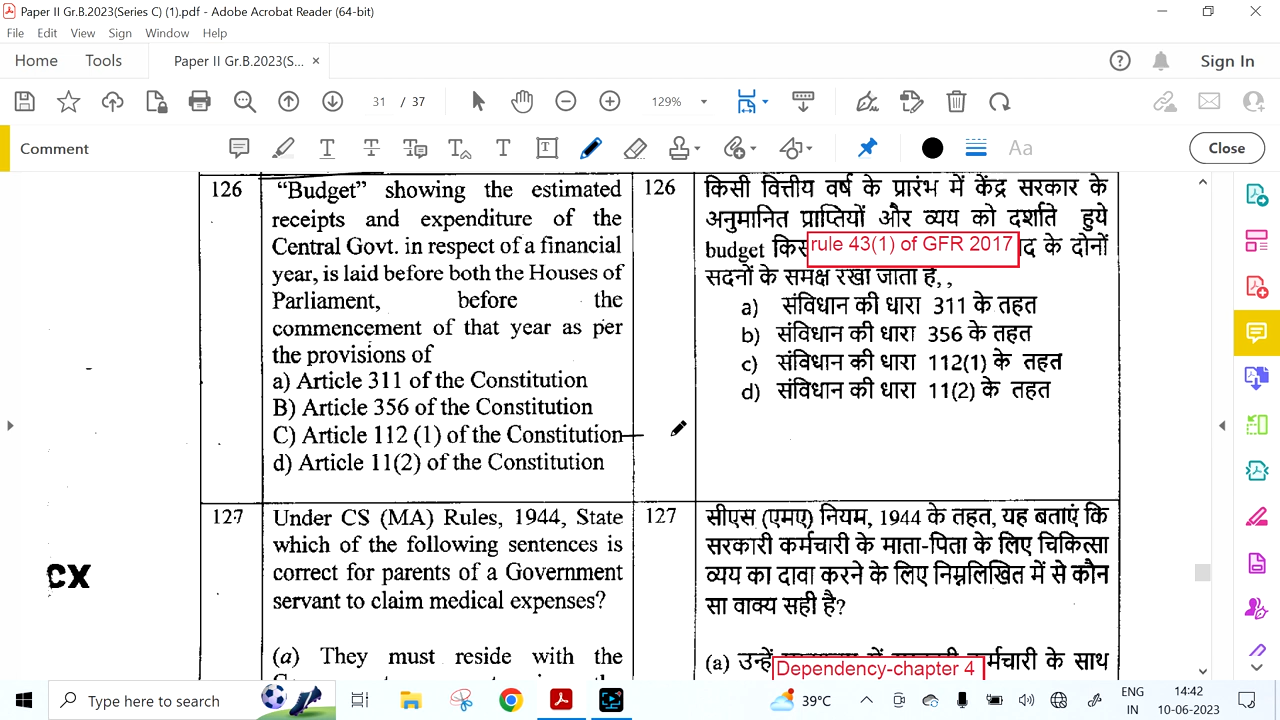 Paper II Gr.B.2023(Series C) (1).pdf - Adobe Acrobat Reader (64-bit)
File Edit View Sign Window Help
Home Tools Paper II Gr.B.2023(S... × Sign In
31 / 37 129%
Comment Close
126 “Budget” showing the estimated
receipts and expenditure of the
Central Govt. in respect of a financial
year, is laid before both the Houses of
Parliament, before the
commencement of that year as per
the provisions of
a) Article 311 of the Constitution
B) Article 356 of the Constitution
C) Article 112 (1) of the Constitution
d) Article 11(2) of the Constitution
126 किसी वित्तीय वर्ष के प्रारंभ में केंद्र सरकार के
अनुमानित प्राप्तियों और व्यय को दर्शाते हुये
budget rule 43(1) of GFR 2017 के दोनों
सदनों के समक्ष रखा जाता है, ,
a) संविधान की धारा 311 के तहत
b) संविधान की धारा 356 के तहत
c) संविधान की धारा 112(1) के तहत
d) संविधान की धारा 11(2) के तहत
127 Under CS (MA) Rules, 1944, State
which of the following sentences is
correct for parents of a Government
servant to claim medical expenses?
(a) They must reside with the
127 सीएस (एमए) नियम, 1944 के तहत, यह बताएं कि
सरकारी कर्मचारी के माता-पिता के लिए चिकित्सा
व्यय का दावा करने के लिए निम्नलिखित में से कौन
सा वाक्य सही है?
(a) उन्हें कर्मचारी के साथ
Dependency-chapter 4
CX
Type here to search
39°C ENG IN 14:42 10-06-2023